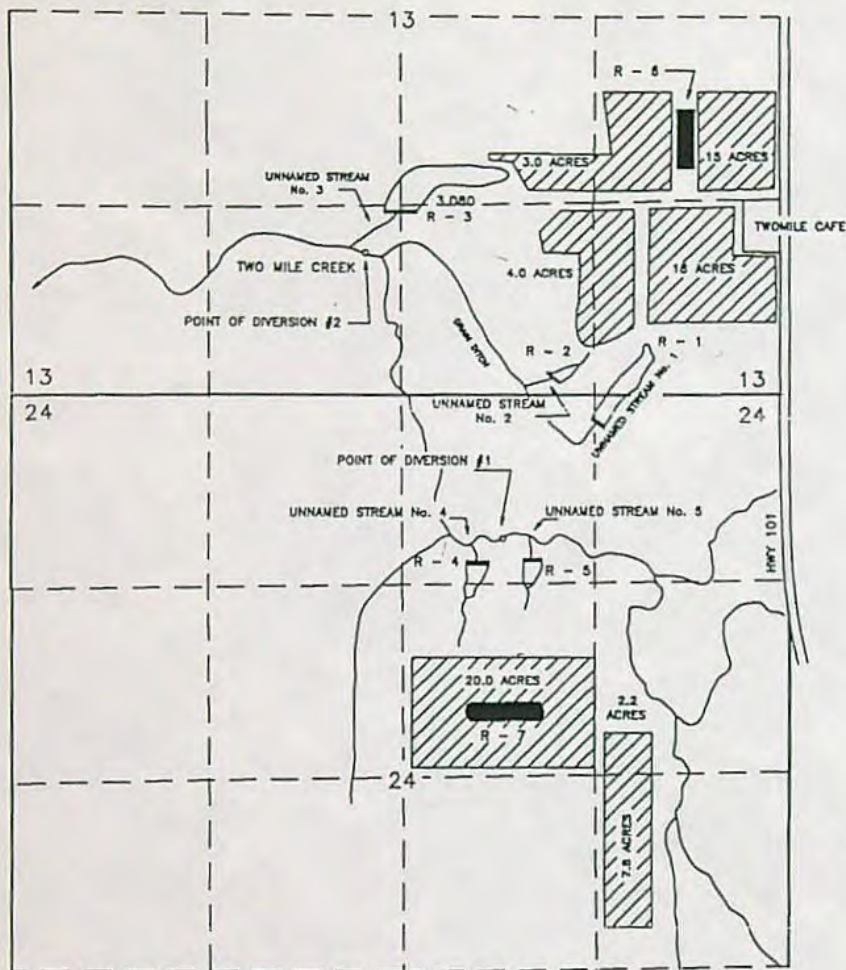 13
R - 6
3.0 ACRES
15 ACRES
UNNAMED STREAM
No. 3
3.080
R - 3
TWOMILE CAFE
TWO MILE CREEK
4.0 ACRES
POINT OF DIVERSION #2
DRAIN DITCH
R - 1
R - 2
UNNAMED STREAM No. 1
13
13
24
24
UNNAMED STREAM
No. 2
POINT OF DIVERSION #1
UNNAMED STREAM No. 4
UNNAMED STREAM No. 5
HWY 101
R - 4
R - 5
20.0 ACRES
2.2
ACRES
R - 7
24
7.8 ACRES